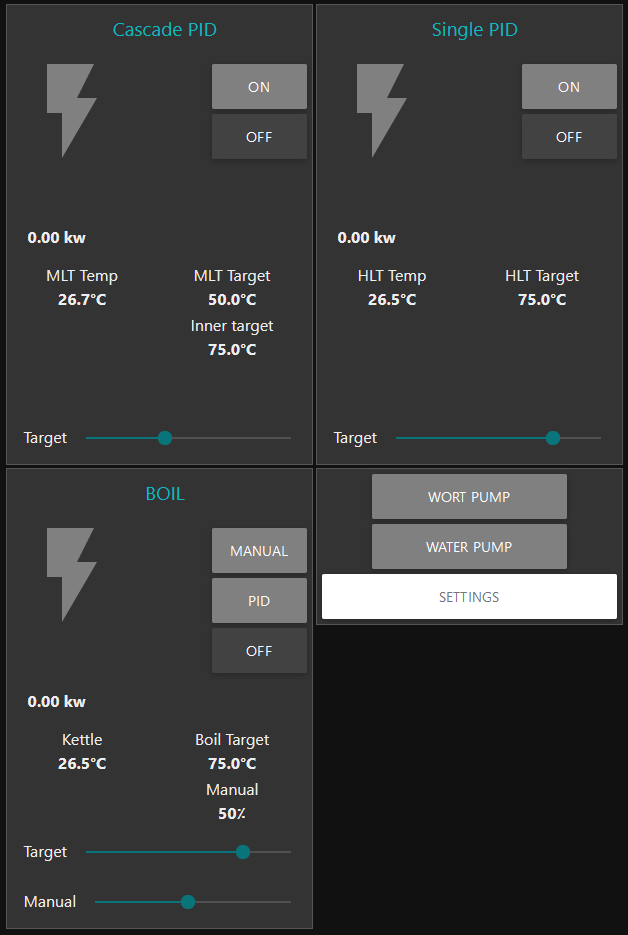 Cascade PID
ON
OFF
0.00 kw
MLT Temp
26.7°C
MLT Target
50.0°C
Inner target
75.0°C
Target
Single PID
ON
OFF
0.00 kw
HLT Temp
26.5°C
HLT Target
75.0°C
Target
BOIL
MANUAL
PID
OFF
0.00 kw
Kettle
26.5°C
Boil Target
75.0°C
Manual
50%
Target
Manual
WORT PUMP
WATER PUMP
SETTINGS